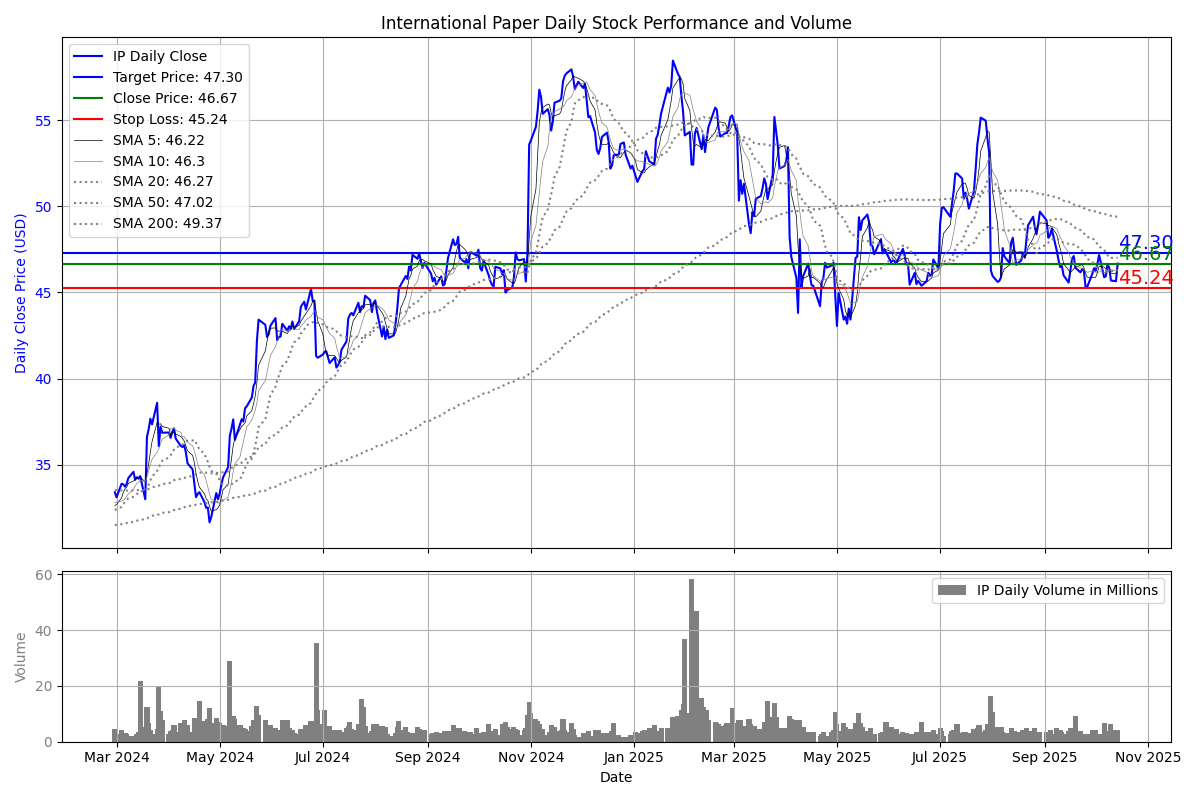 International Paper Daily Stock Performance and Volume
IP Daily Close
Target Price: 47.30
Close Price: 46.67
Stop Loss: 45.24
SMA 5: 46.22
SMA 10: 46.3
SMA 20: 46.27
SMA 50: 47.02
SMA 200: 49.37
Daily Close Price (USD)
55
50
45
40
35
47.30
46.67
45.24
IP Daily Volume in Millions
Volume
60
40
20
0
Mar 2024 May 2024 Jul 2024 Sep 2024 Nov 2024 Jan 2025 Mar 2025 May 2025 Jul 2025 Sep 2025 Nov 2025
Date